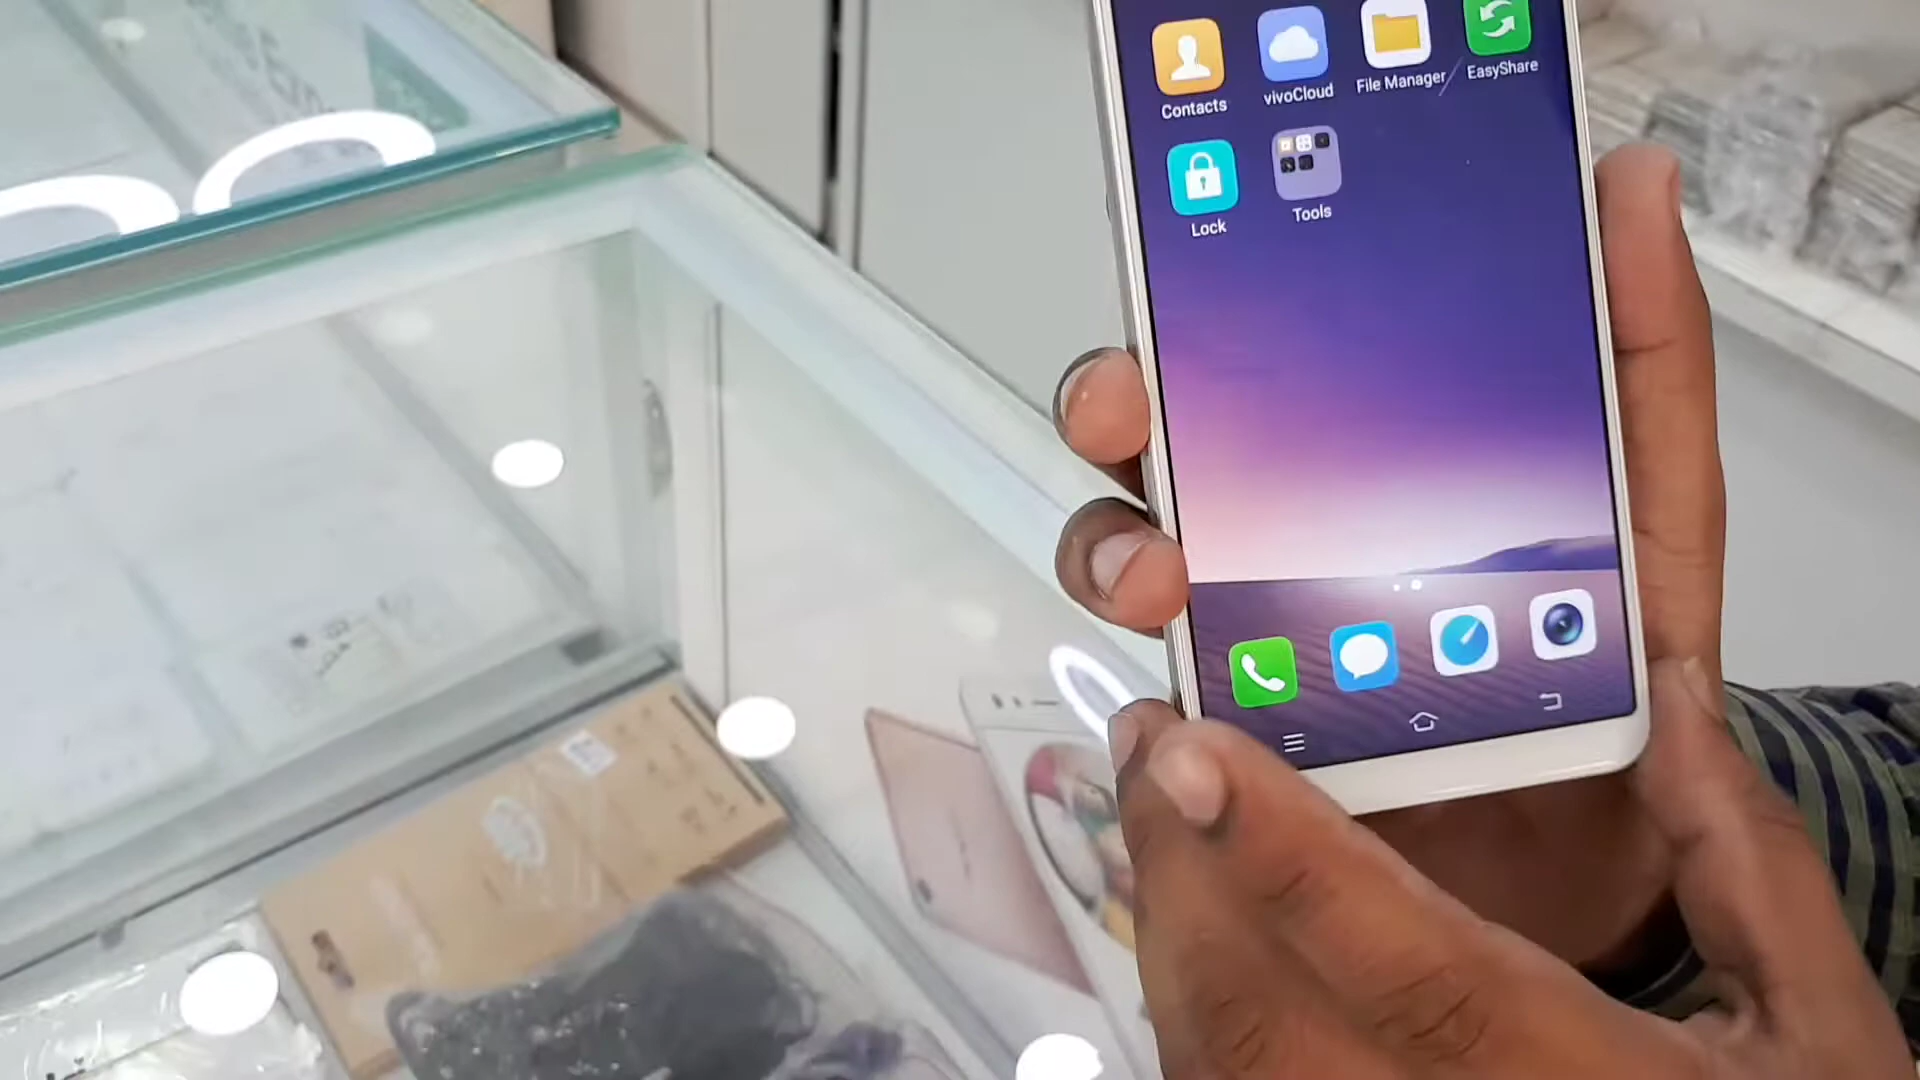 Contacts
vivoCloud
File Manager
EasyShare
Lock
Tools